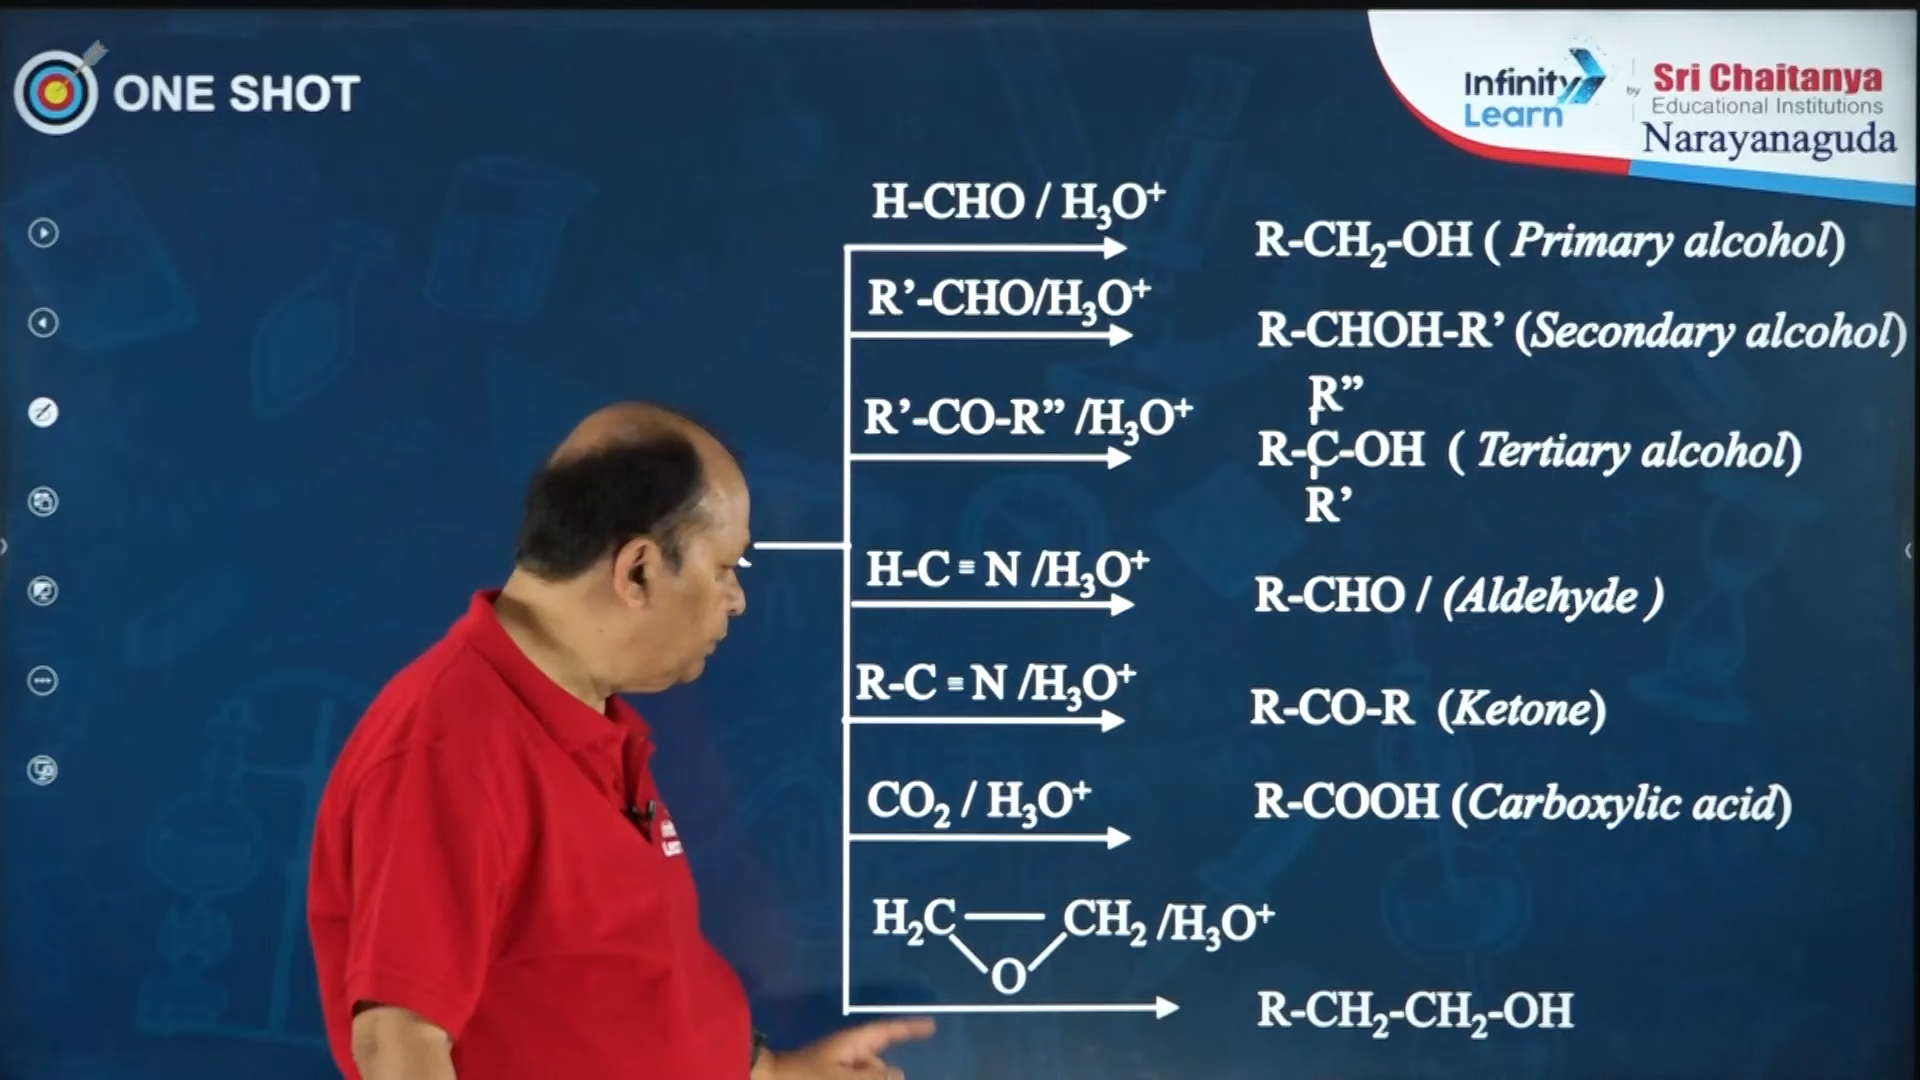 ONE SHOT
Infinity Learn by Sri Chaitanya
Educational Institutions
Narayanaguda
H-CHO / H₃O⁺
R-CH₂-OH ( Primary alcohol)
R’-CHO/H₃O⁺
R-CHOH-R’ (Secondary alcohol)
R’-CO-R” /H₃O⁺
R”
R-C-OH ( Tertiary alcohol)
R’
H-C≡N /H₃O⁺
R-CHO / (Aldehyde )
R-C≡N /H₃O⁺
R-CO-R (Ketone)
CO₂ / H₃O⁺
R-COOH (Carboxylic acid)
H₂C — CH₂ /H₃O⁺
O
R-CH₂-CH₂-OH